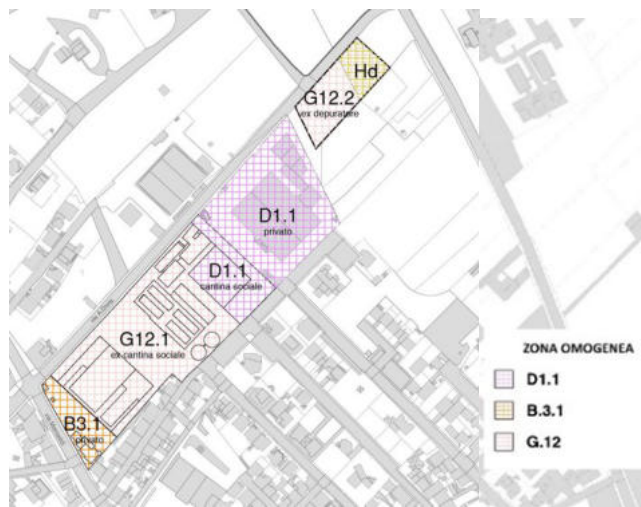 Hd
G12.2
ex depuratore
D1.1
privato
D1.1
cantina sociale
G12.1
ex cantina sociale
B3.1
privato
ZONA OMOGENEA
D1.1
B.3.1
G.12